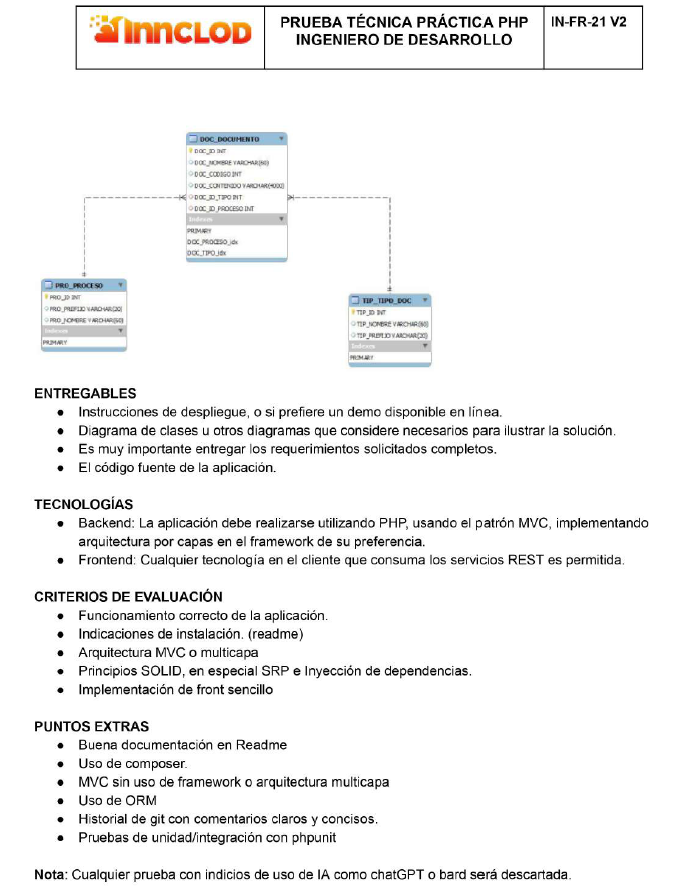 INNCLOD
PRUEBA TÉCNICA PRÁCTICA PHP
INGENIERO DE DESARROLLO
IN-FR-21 V2
DOC_DOCUMENTO
DOC_ID INT
DOC_NOMBRE VARCHAR(60)
DOC_CODIGO INT
DOC_CONTENIDO VARCHAR(4000)
DOC_ID_TIPO INT
DOC_ID_PROCESO INT
Indexes
PRIMARY
DOC_PROCESO_idx
DOC_TIPO_idx
PRO_PROCESO
PRO_ID INT
PRO_PREFIJO VARCHAR(20)
PRO_NOMBRE VARCHAR(60)
Indexes
PRIMARY
TIP_TIPO_DOC
TIP_ID INT
TIP_NOMBRE VARCHAR(60)
TIP_PREFIJO VARCHAR(20)
Indexes
PRIMARY
ENTREGABLES
● Instrucciones de despliegue, o si prefiere un demo disponible en línea.
● Diagrama de clases u otros diagramas que considere necesarios para ilustrar la solución.
● Es muy importante entregar los requerimientos solicitados completos.
● El código fuente de la aplicación.
TECNOLOGÍAS
● Backend: La aplicación debe realizarse utilizando PHP, usando el patrón MVC, implementando
arquitectura por capas en el framework de su preferencia.
● Frontend: Cualquier tecnología en el cliente que consuma los servicios REST es permitida.
CRITERIOS DE EVALUACIÓN
● Funcionamiento correcto de la aplicación.
● Indicaciones de instalación. (readme)
● Arquitectura MVC o multicapa
● Principios SOLID, en especial SRP e Inyección de dependencias.
● Implementación de front sencillo
PUNTOS EXTRAS
● Buena documentación en Readme
● Uso de composer.
● MVC sin uso de framework o arquitectura multicapa
● Uso de ORM
● Historial de git con comentarios claros y concisos.
● Pruebas de unidad/integración con phpunit
Nota: Cualquier prueba con indicios de uso de IA como chatGPT o bard será descartada.